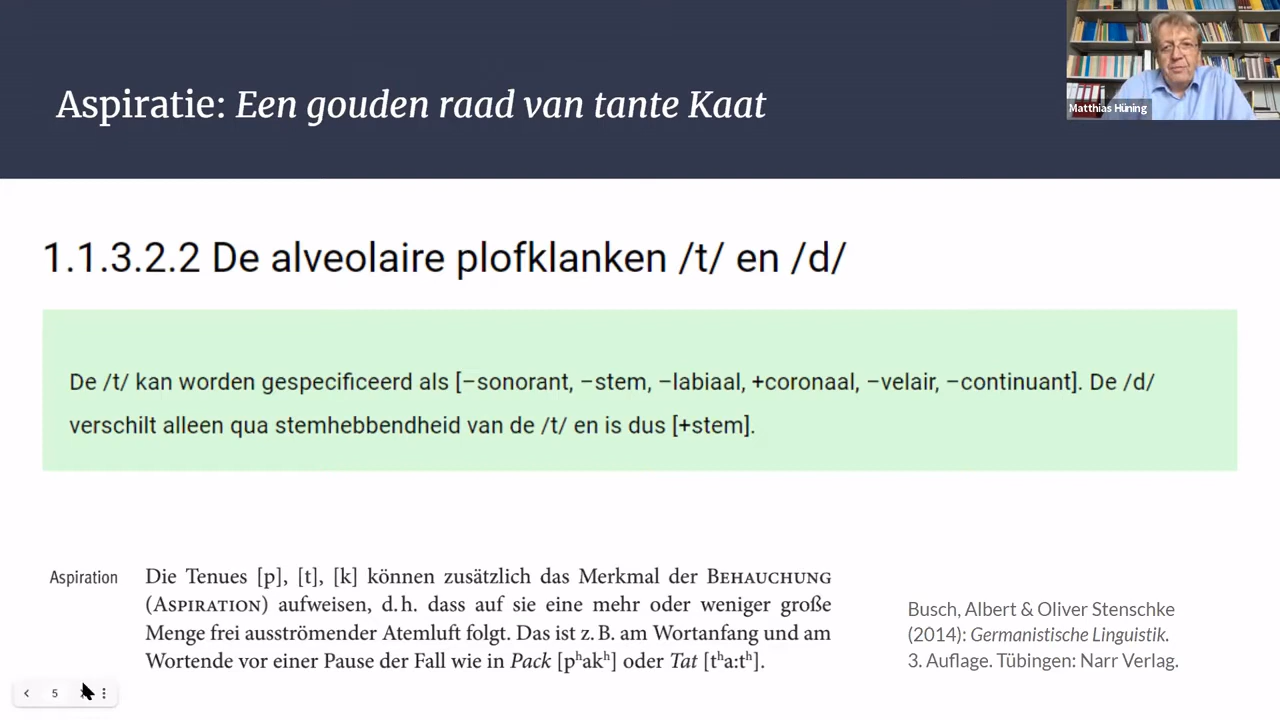 Aspiratie: Een gouden raad van tante Kaat
Matthias Hüning
1.1.3.2.2 De alveolaire plofklanken /t/ en /d/
De /t/ kan worden gespecificeerd als [−sonorant, −stem, −labiaal, +coronaal, −velair, −continuant]. De /d/
verschilt alleen qua stemhebbendheid van de /t/ en is dus [+stem].
Aspiration
Die Tenues [p], [t], [k] können zusätzlich das Merkmal der BEHAUCHUNG
(ASPIRATION) aufweisen, d. h. dass auf sie eine mehr oder weniger große
Menge frei ausströmender Atemluft folgt. Das ist z. B. am Wortanfang und am
Wortende vor einer Pause der Fall wie in Pack [pʰakʰ] oder Tat [tʰa:tʰ].
Busch, Albert & Oliver Stenschke
(2014): Germanistische Linguistik.
3. Auflage. Tübingen: Narr Verlag.
5